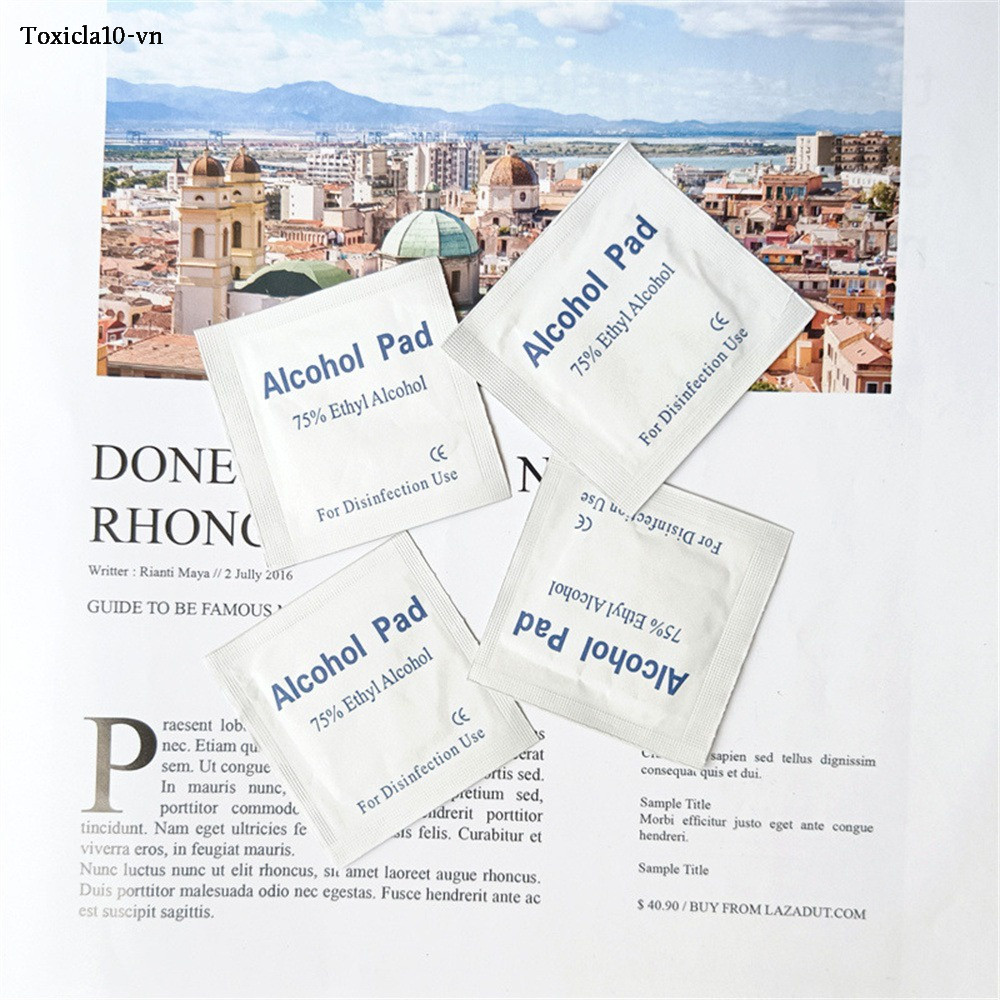 Toxicla10-vn
Alcohol Pad
75% Ethyl Alcohol
CE
For Disinfection Use
Alcohol Pad
75% Ethyl Alcohol
CE
For Disinfection Use
DONE
N
RHONC
Writter : Rianti Maya // 2 Jully 2016
GUIDE TO BE FAMOUS
Alcohol Pad
75% Ethyl Alcohol
CE
For Disinfection Use
Alcohol Pad
75% Ethyl Alcohol
CE
For Disinfection Use
Praesent lob
nec. Etiam qu
sem. Ut congue
In mauris nunc,
porttitor commodo
tincidunt. Nam eget ultricies fe
viverra eros, in feugiat mauris.
Nunc luctus nunc ut elit rhoncus, sit amet laoreet augue rhoncus.
Duis porttitor malesuada odio nec egestas. Fusce hendrerit ante ac
est suscipit sagittis.
erat
rtis sed.
pretium sed,
ndrerit porttitor
sis felis. Curabitur et
sapien sed tellus dignissim
consequat quis et dui.
Sample Title
Morbi efficitur justo eget ante congue
hendreri.
Sample Title
$ 40.90 / BUY FROM LAZADUT.COM